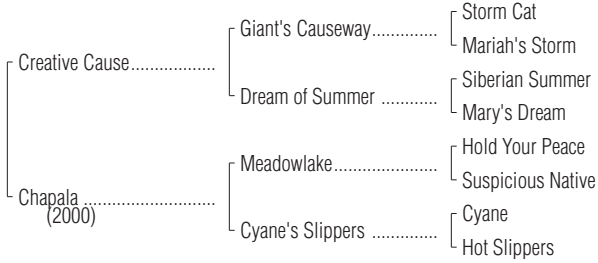 Storm Cat
Giant's Causeway..............
Mariah's Storm
Creative Cause..................
Siberian Summer
Dream of Summer ............
Mary's Dream
Hold Your Peace
Meadowlake......................
Suspicious Native
Chapala ............................
(2000)
Cyane
Cyane's Slippers ..............
Hot Slippers